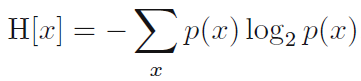 H[x] = − ∑ₓ p(x) log₂ p(x)